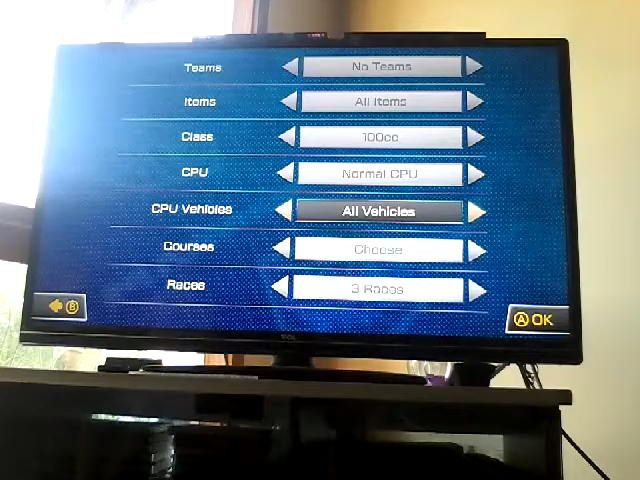 Teams No Teams
Items All Items
Class 100cc
CPU Normal CPU
CPU Vehicles All Vehicles
Courses Choose
Races 3 Races
B
A OK
TCL